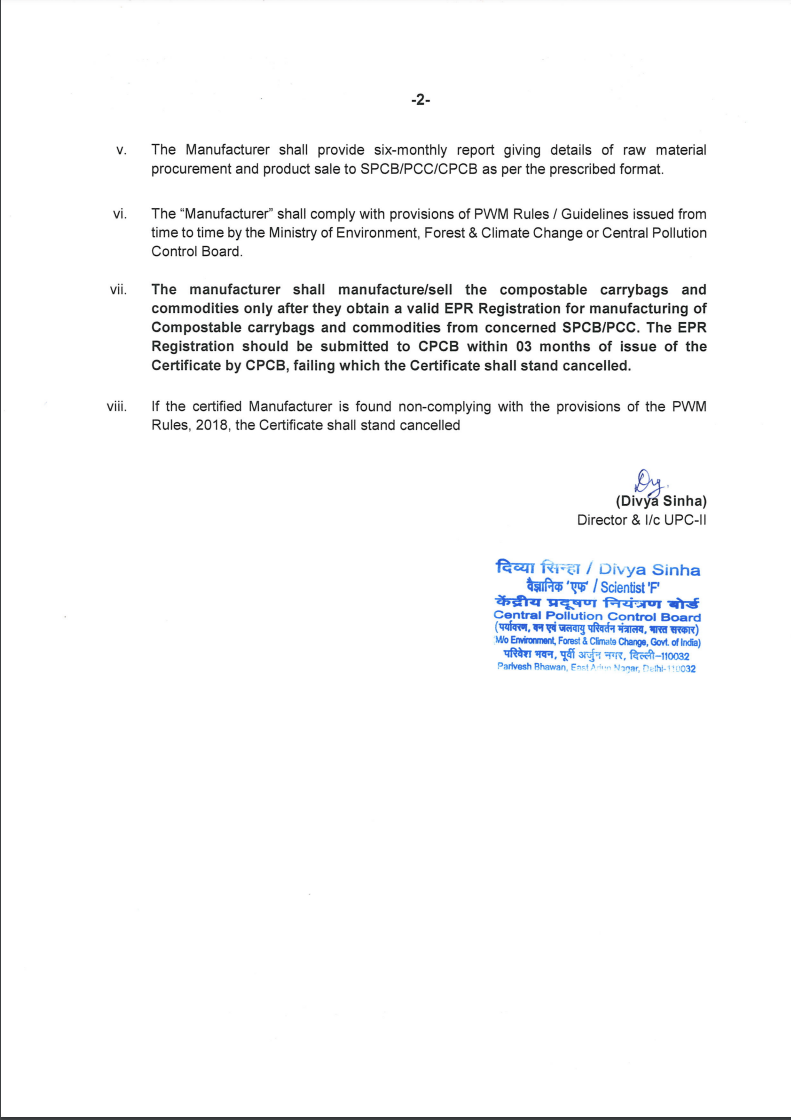 -2-
v. The Manufacturer shall provide six-monthly report giving details of raw material
procurement and product sale to SPCB/PCC/CPCB as per the prescribed format.
vi. The “Manufacturer” shall comply with provisions of PWM Rules / Guidelines issued from
time to time by the Ministry of Environment, Forest & Climate Change or Central Pollution
Control Board.
vii. The manufacturer shall manufacture/sell the compostable carrybags and
commodities only after they obtain a valid EPR Registration for manufacturing of
Compostable carrybags and commodities from concerned SPCB/PCC. The EPR
Registration should be submitted to CPCB within 03 months of issue of the
Certificate by CPCB, failing which the Certificate shall stand cancelled.
viii. If the certified Manufacturer is found non-complying with the provisions of the PWM
Rules, 2018, the Certificate shall stand cancelled
(Divya Sinha)
Director & I/c UPC-II
दिव्या सिन्हा / Divya Sinha
वैज्ञानिक 'एफ' / Scientist 'F'
केंद्रीय प्रदूषण नियंत्रण बोर्ड
Central Pollution Control Board
(पर्यावरण, वन एवं जलवायु परिवर्तन मंत्रालय, भारत सरकार)
M/o Environment, Forest & Climate Change, Govt. of India)
परिवेश भवन, पूर्वी अर्जुन नगर, दिल्ली-110032
Parivesh Bhawan, East Arjun Nagar, Delhi-110032